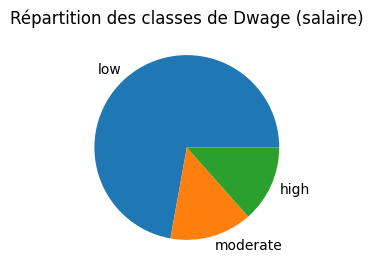 Répartition des classes de Dwage (salaire)
low
high
moderate